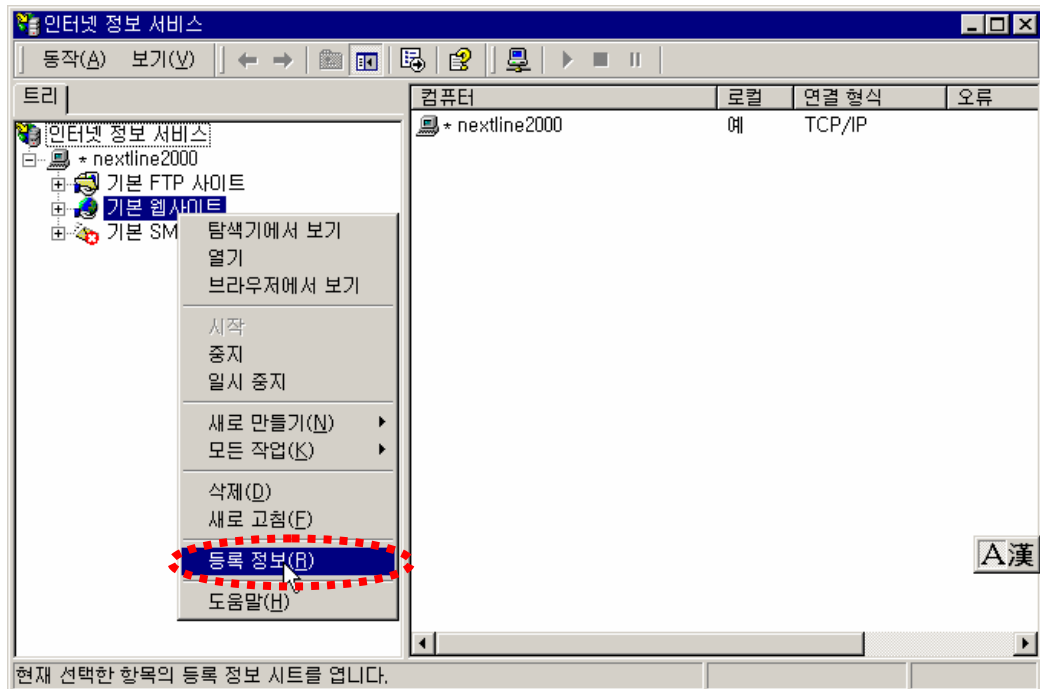 인터넷 정보 서비스
동작(A) 보기(V)
트리
컴퓨터 로컬 연결 형식 오류
인터넷 정보 서비스
* nextline2000 예 TCP/IP
* nextline2000
기본 FTP 사이트
기본 웹사이트
기본 SM
탐색기에서 보기
열기
브라우저에서 보기
시작
중지
일시 중지
새로 만들기(N)
모든 작업(K)
삭제(D)
새로 고침(F)
등록 정보(R)
도움말(H)
A漢
현재 선택한 항목의 등록 정보 시트를 엽니다.